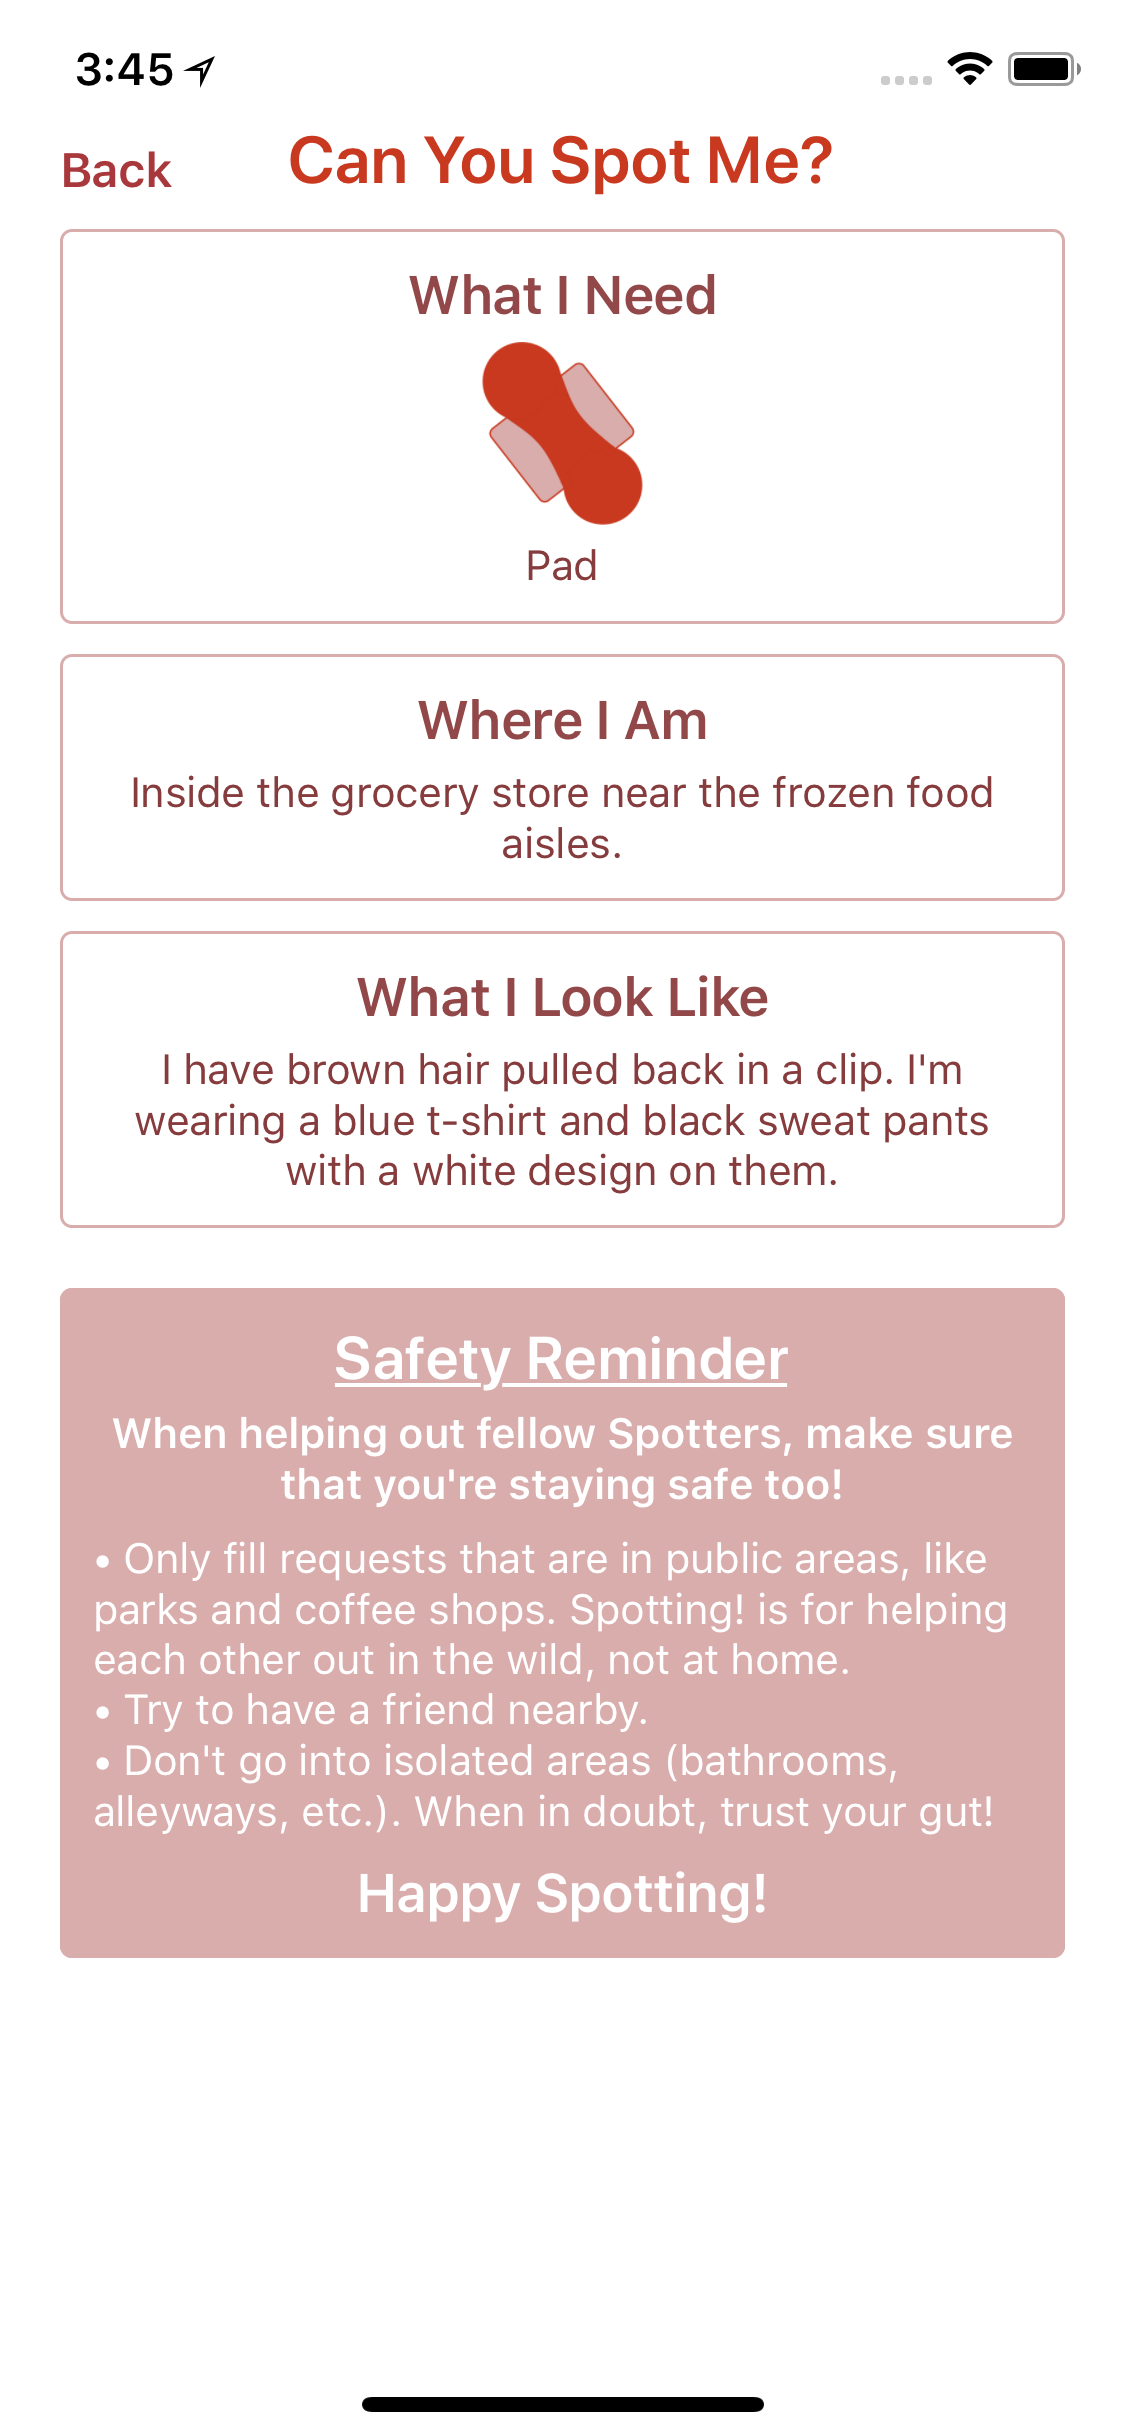 3:45
Back
Can You Spot Me?
What I Need
Pad
Where I Am
Inside the grocery store near the frozen food
aisles.
What I Look Like
I have brown hair pulled back in a clip. I'm
wearing a blue t-shirt and black sweat pants
with a white design on them.
Safety Reminder
When helping out fellow Spotters, make sure
that you're staying safe too!
• Only fill requests that are in public areas, like
parks and coffee shops. Spotting! is for helping
each other out in the wild, not at home.
• Try to have a friend nearby.
• Don't go into isolated areas (bathrooms,
alleyways, etc.). When in doubt, trust your gut!
Happy Spotting!